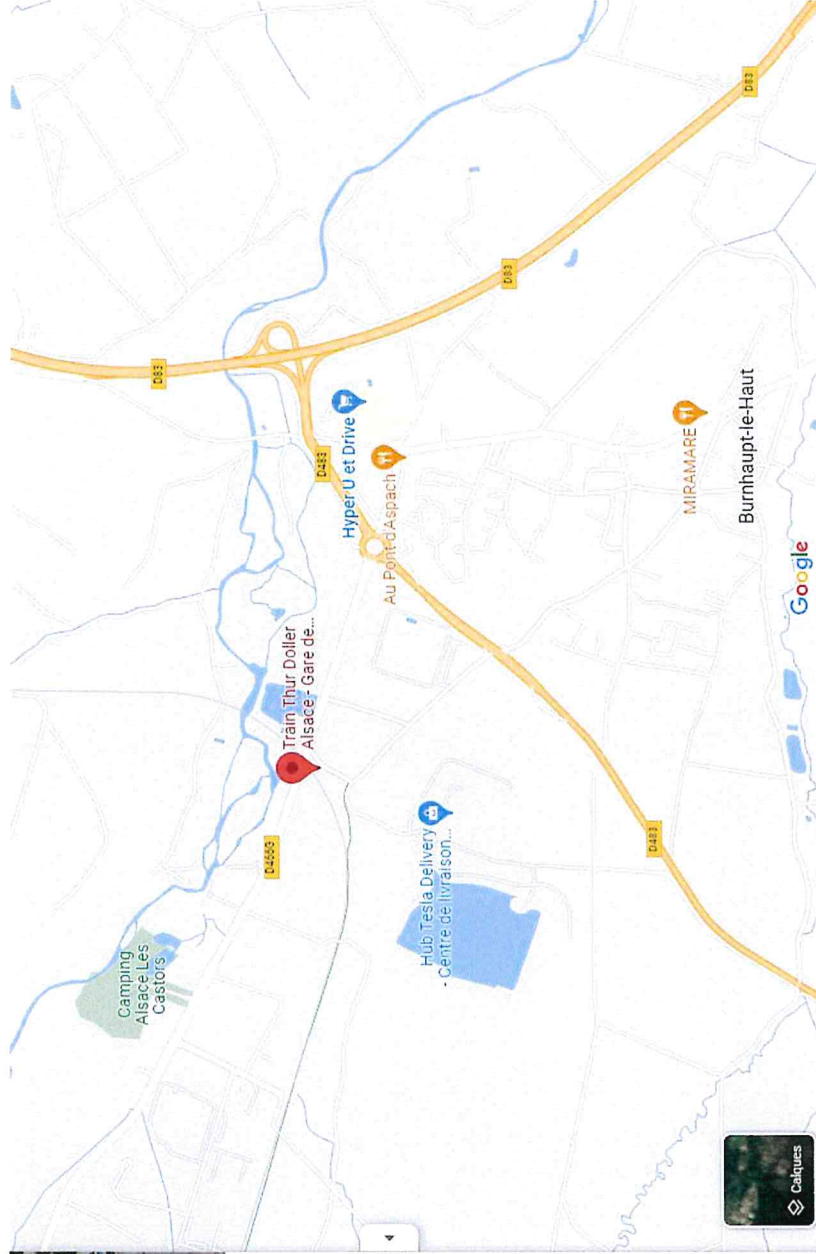 Camping
Alsace Les
Castors
D466G
Train Thur Doller
Alsace - Gare de...
D83
D483
Hyper U et Drive
Au Pont d'Aspach
D83
D83
Hub Tesla Delivery
- Centre de livraison...
D483
MIRAMARE
Burnhaupt-le-Haut
Calques
Google